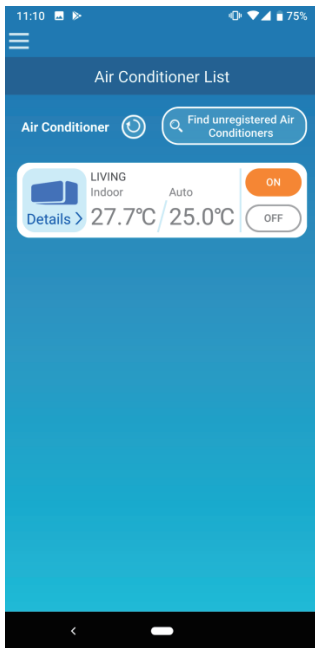 11:10 75%
Air Conditioner List
Air Conditioner
Find unregistered Air
Conditioners
LIVING
Indoor Auto
ON
Details > 27.7℃ 25.0℃
OFF